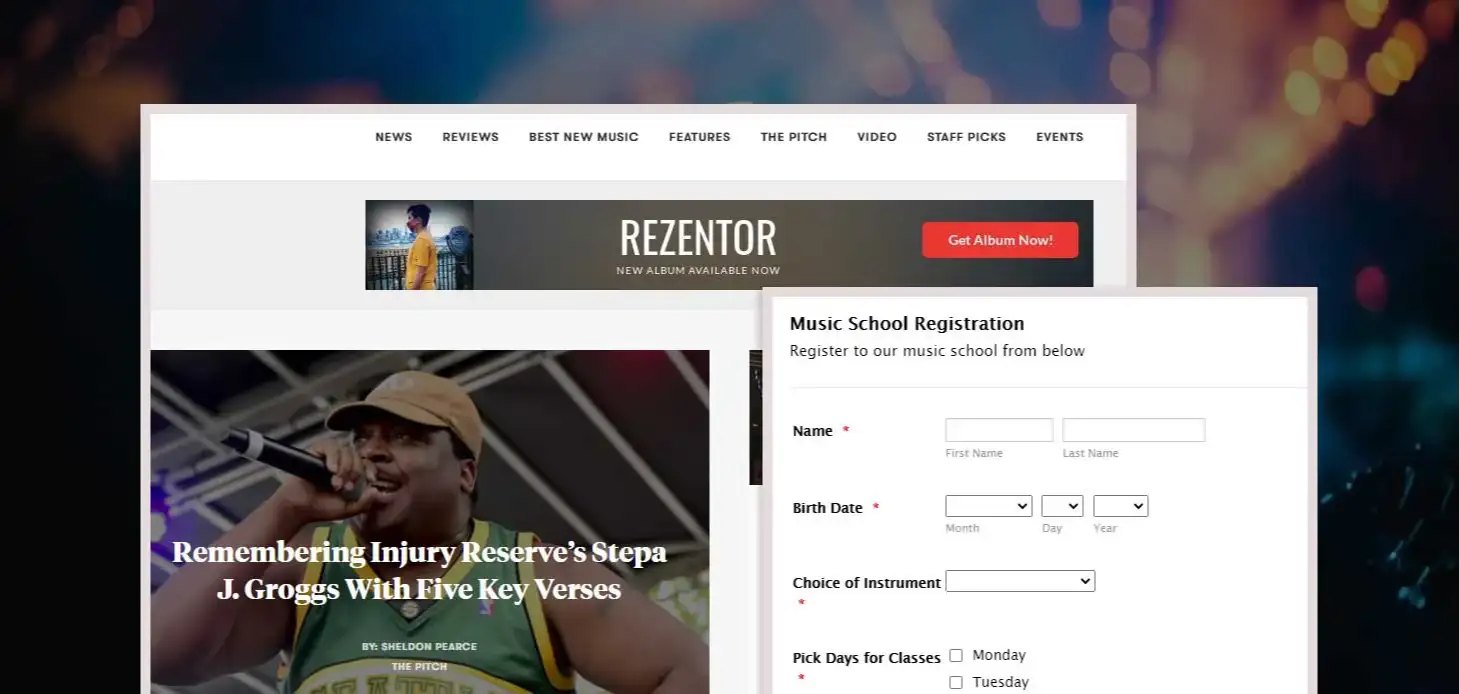 NEWS REVIEWS BEST NEW MUSIC FEATURES THE PITCH VIDEO STAFF PICKS EVENTS
REZENTOR
NEW ALBUM AVAILABLE NOW
Get Album Now!
Remembering Injury Reserve’s Stepa
J. Groggs With Five Key Verses
BY: SHELDON PEARCE
THE PITCH
Music School Registration
Register to our music school from below
Name *
First Name Last Name
Birth Date *
Month Day Year
Choice of Instrument
*
Pick Days for Classes Monday
*
Tuesday